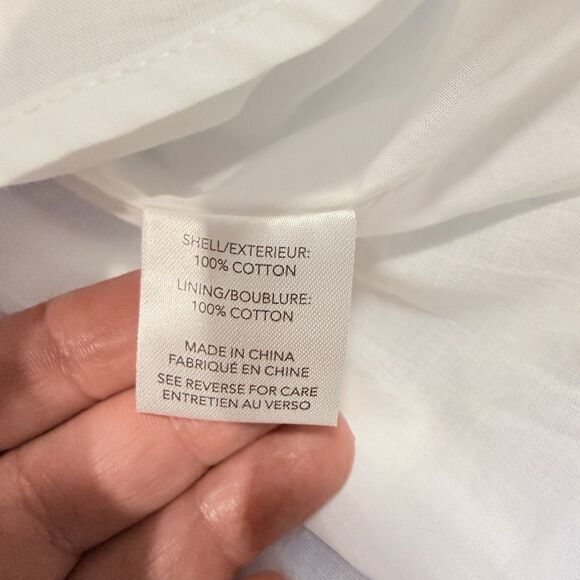 SHELL/EXTERIEUR:
100% COTTON
LINING/BOUBLURE:
100% COTTON
MADE IN CHINA
FABRIQUÉ EN CHINE
SEE REVERSE FOR CARE
ENTRETIEN AU VERSO